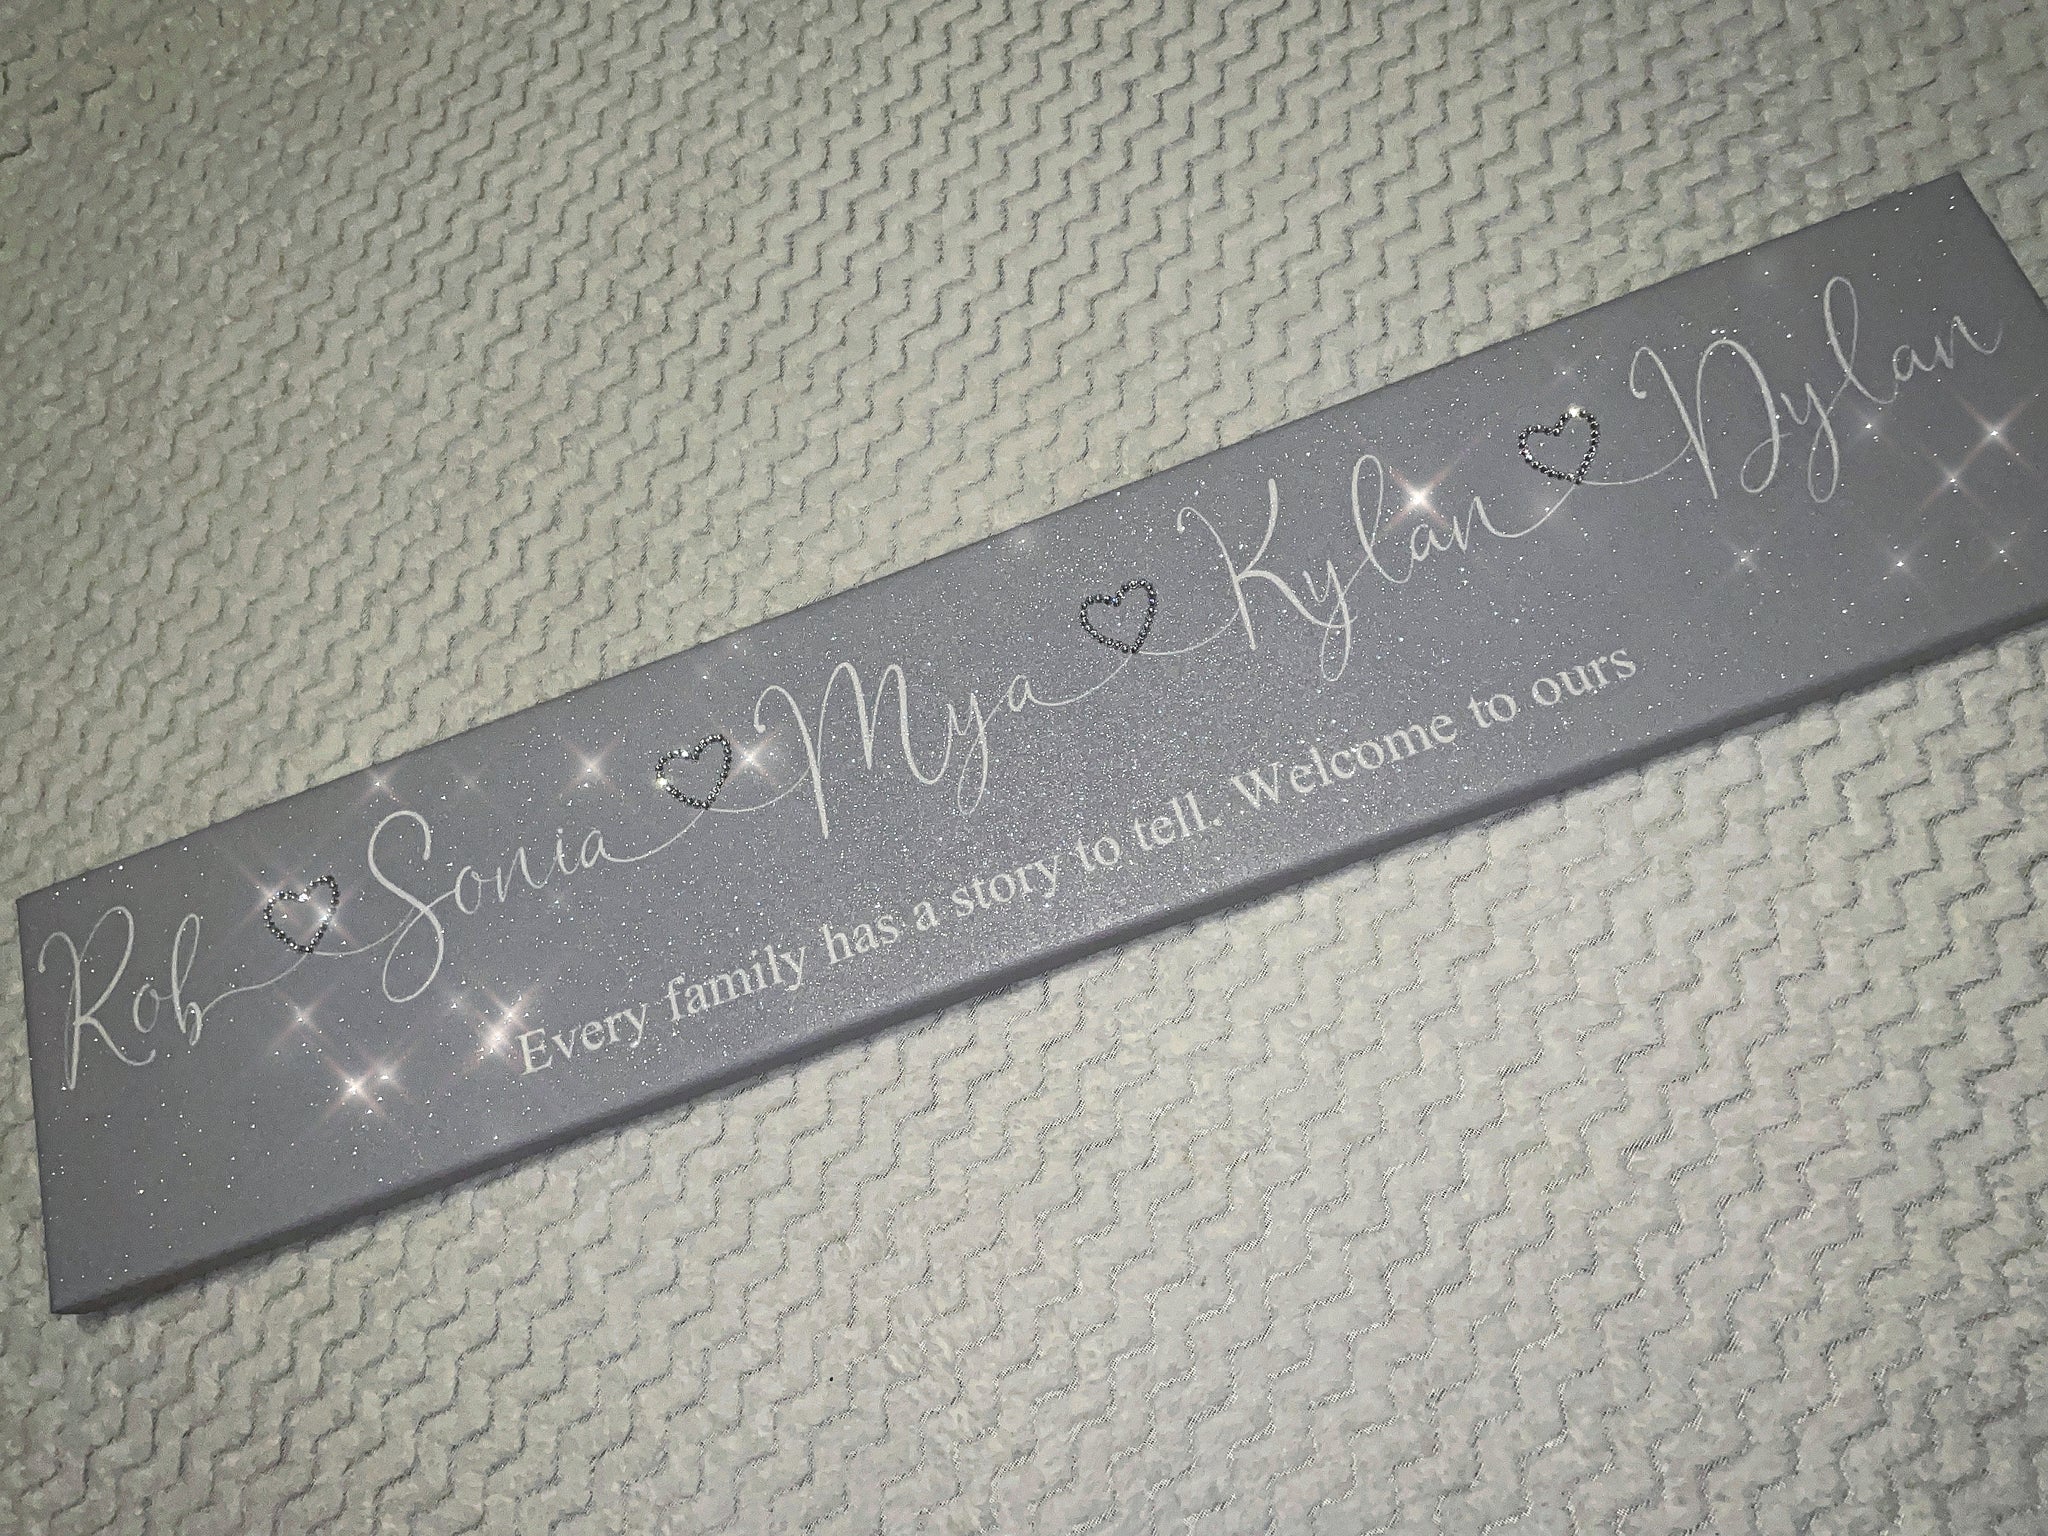 Rob Sonia Mya Kylan Dylan
Every family has a story to tell. Welcome to ours